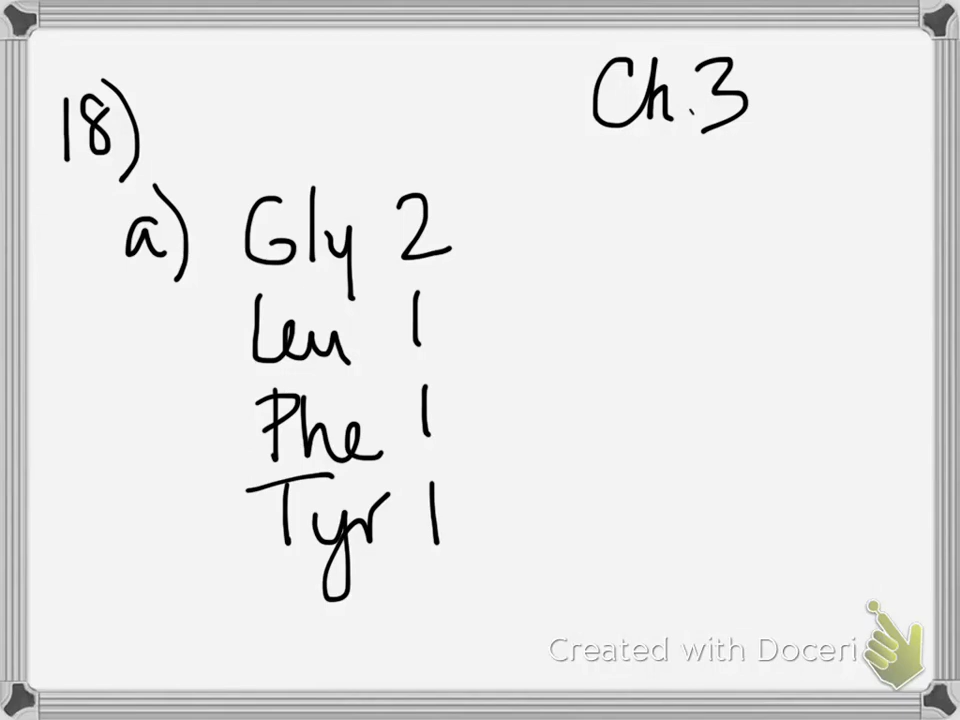 Ch.3
18)
a) Gly 2
Leu 1
Phe 1
Tyr 1
Created with Doceri